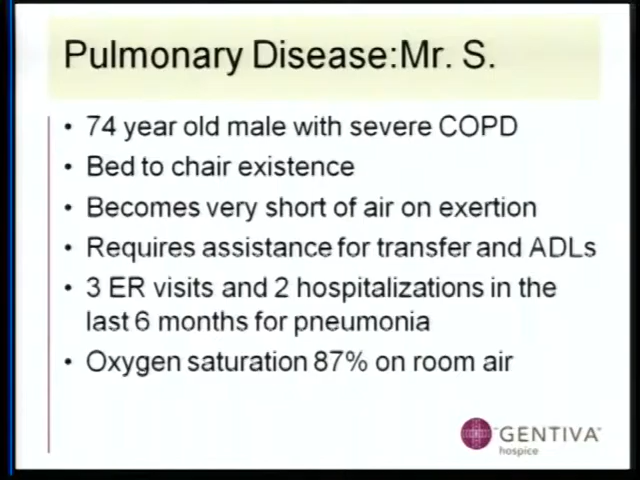 Pulmonary Disease:Mr. S.
• 74 year old male with severe COPD
• Bed to chair existence
• Becomes very short of air on exertion
• Requires assistance for transfer and ADLs
• 3 ER visits and 2 hospitalizations in the
last 6 months for pneumonia
• Oxygen saturation 87% on room air
GENTIVA
hospice